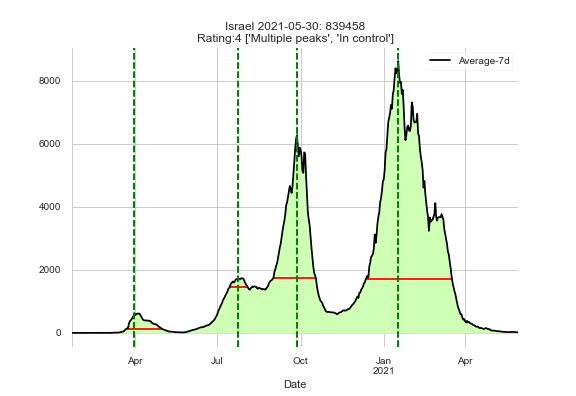 Israel 2021-05-30: 839458
Rating:4 ['Multiple peaks', 'In control']
Average-7d
8000
6000
4000
2000
0
Apr
Jul
Oct
Jan
2021
Apr
Date